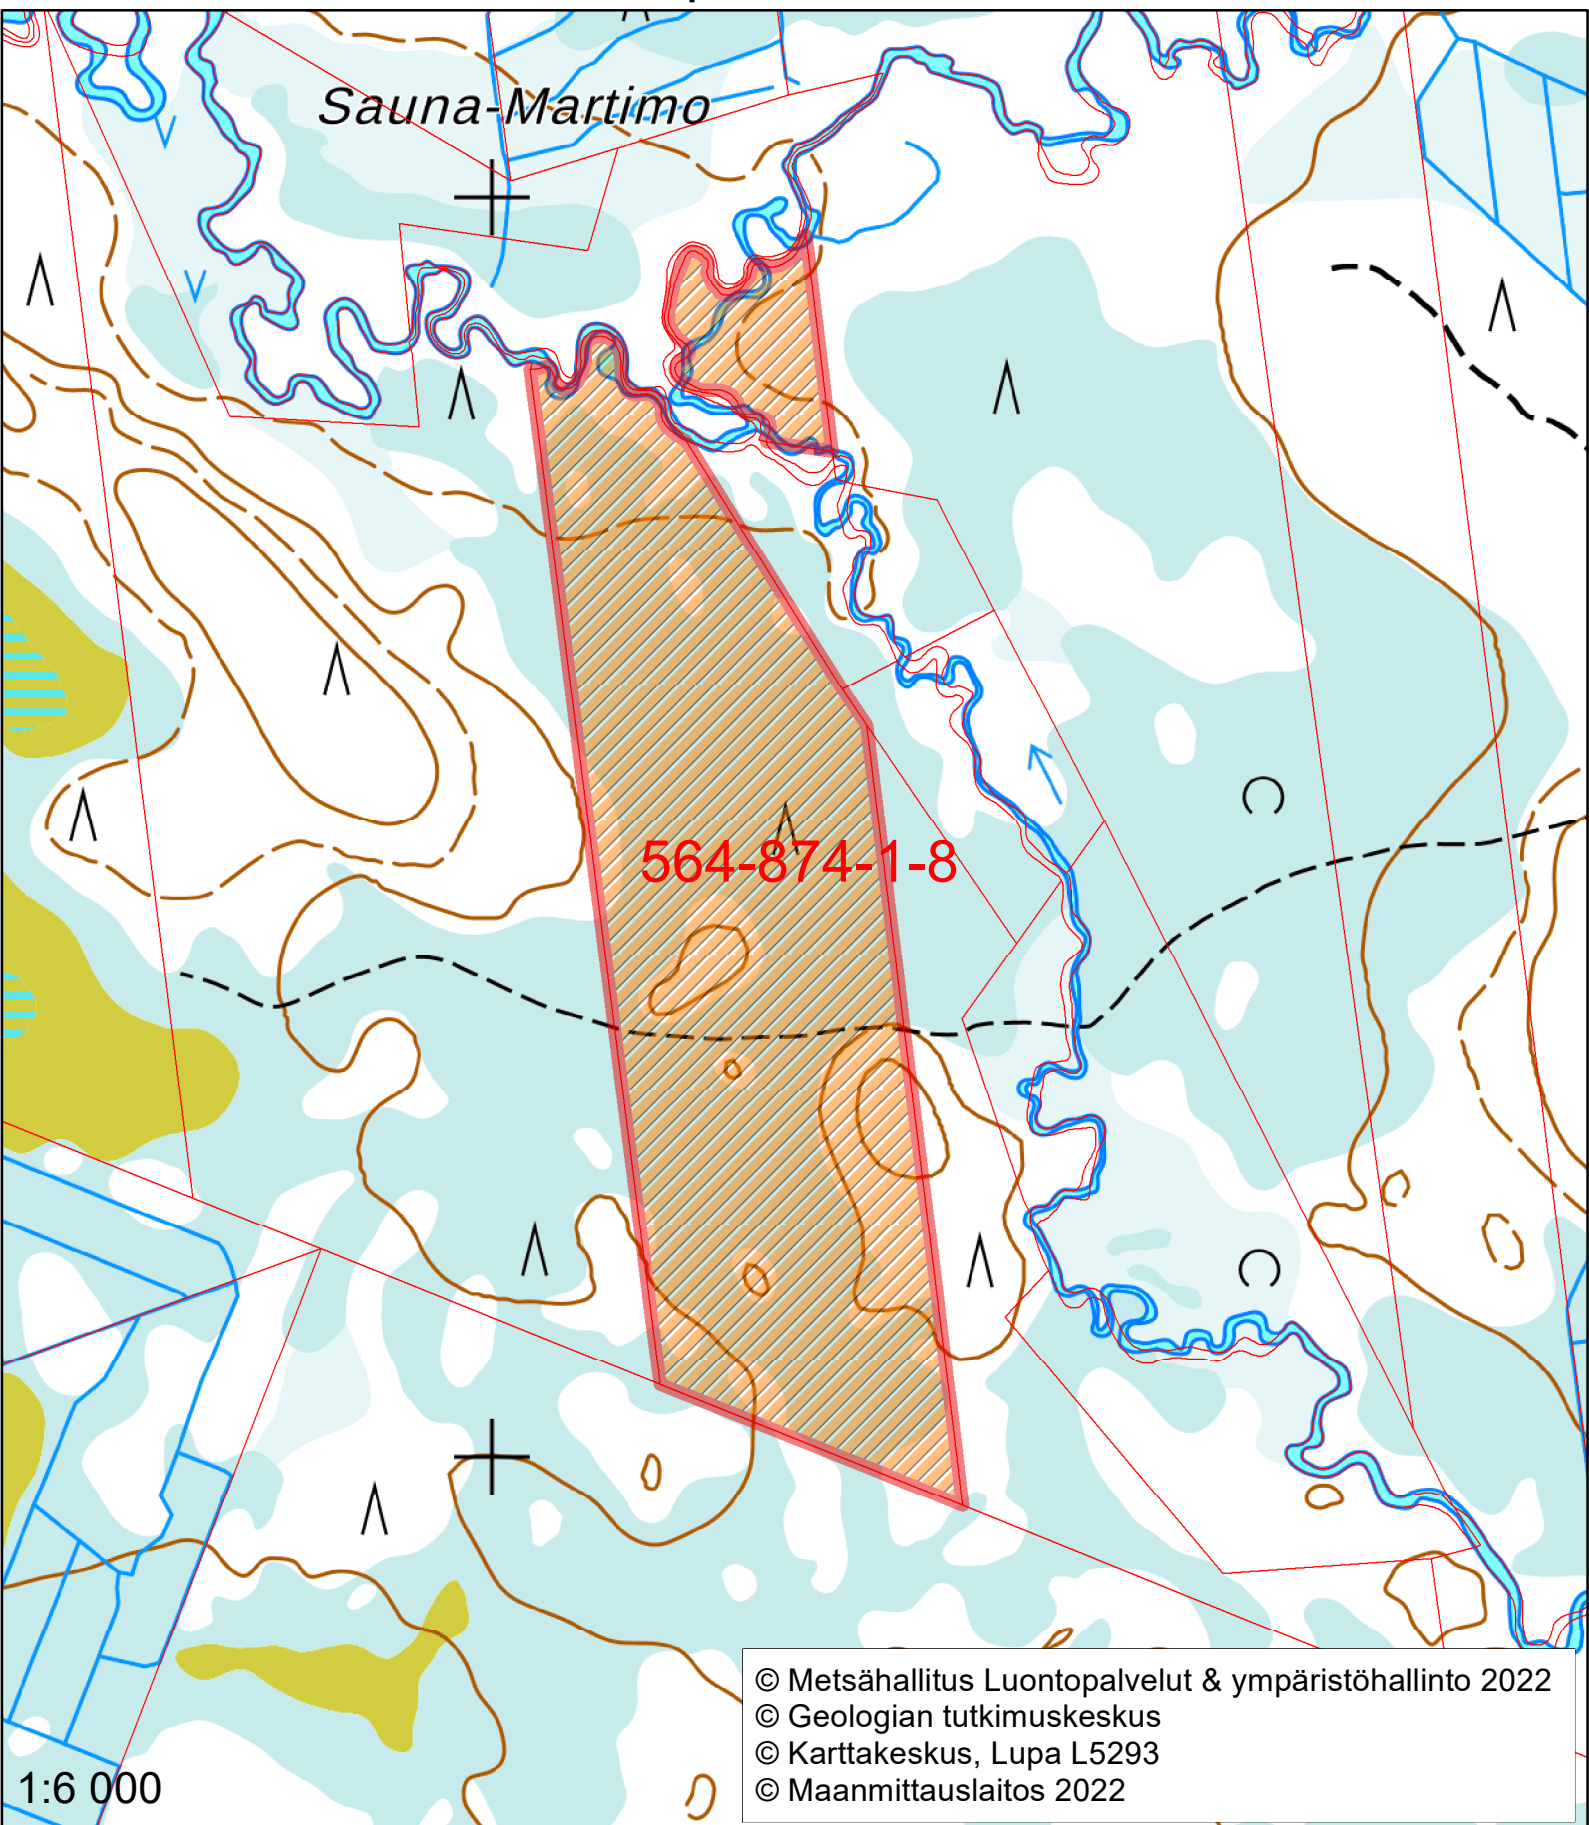 Sauna-Martimo
564-874-1-8
© Metsähallitus Luontopalvelut & ympäristöhallinto 2022
© Geologian tutkimuskeskus
© Karttakeskus, Lupa L5293
© Maanmittauslaitos 2022
1:6 000